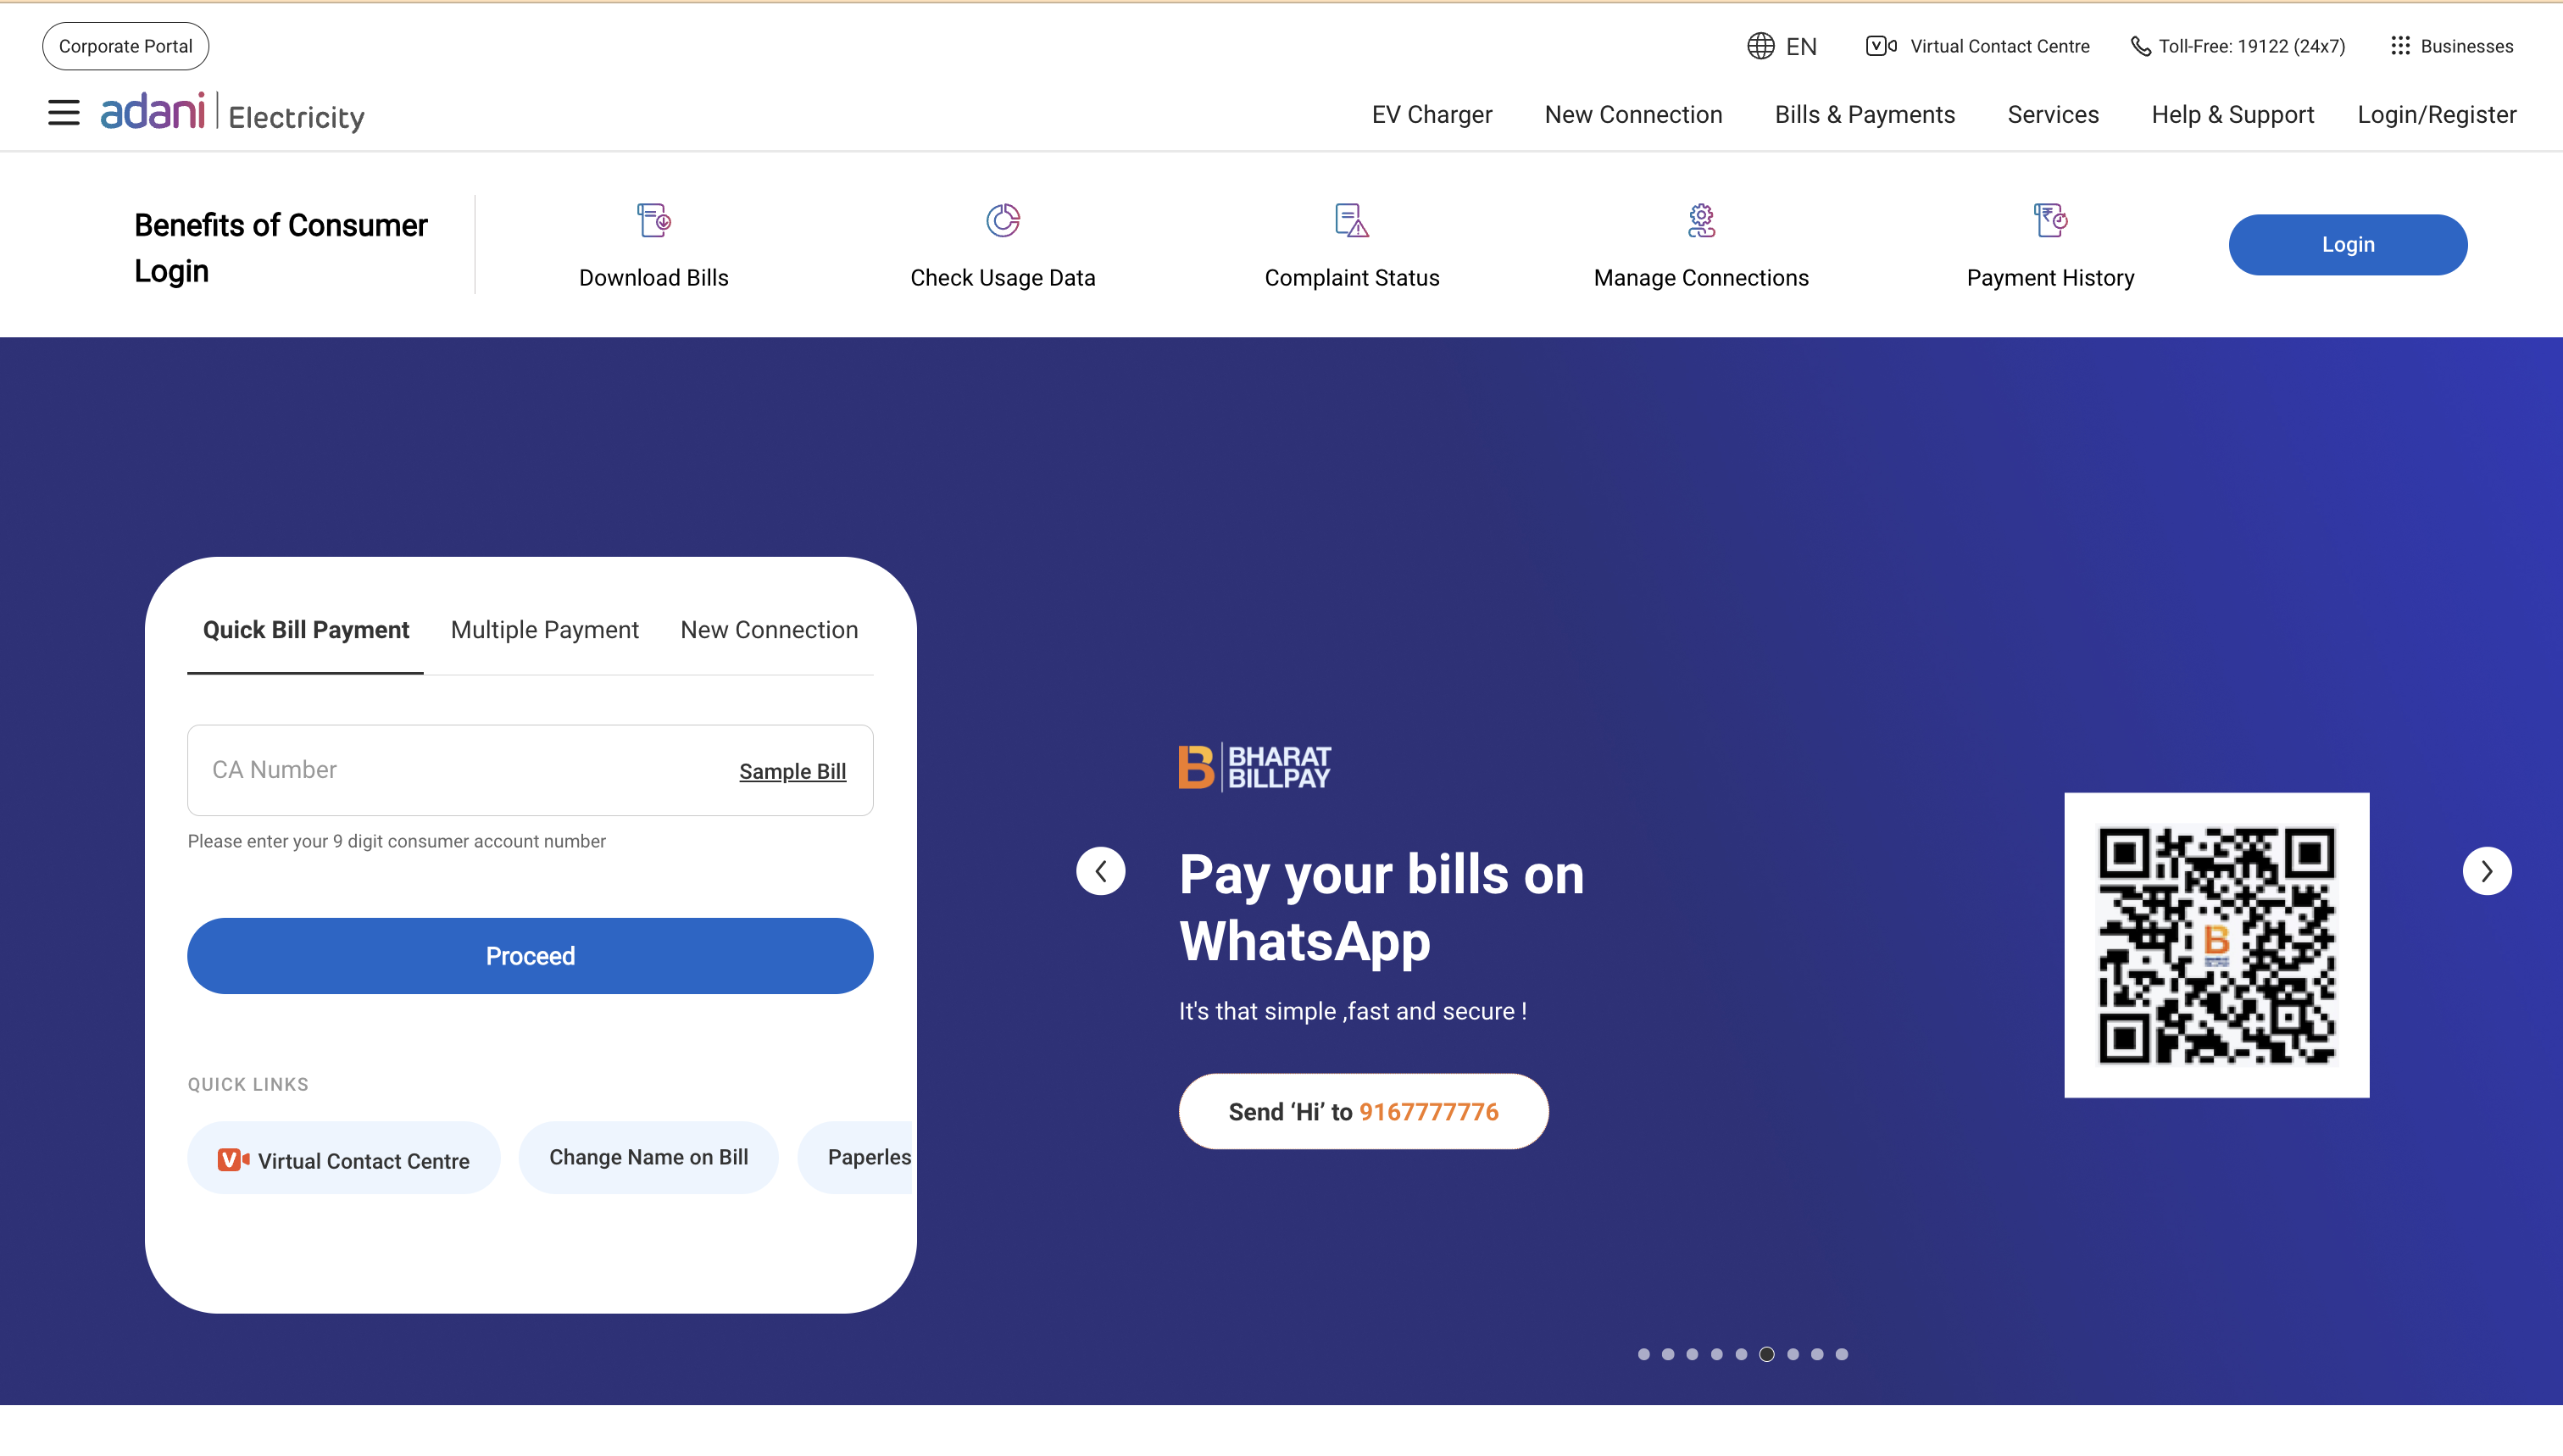 Corporate Portal
EN
Virtual Contact Centre
Toll-Free: 19122 (24x7)
Businesses
adani Electricity
EV Charger
New Connection
Bills & Payments
Services
Help & Support
Login/Register
Benefits of Consumer
Login
Download Bills
Check Usage Data
Complaint Status
Manage Connections
Payment History
Login
Quick Bill Payment
Multiple Payment
New Connection
CA Number
Sample Bill
Please enter your 9 digit consumer account number
Proceed
QUICK LINKS
Virtual Contact Centre
Change Name on Bill
Paperles
BHARAT
BILLPAY
Pay your bills on
WhatsApp
It's that simple ,fast and secure !
Send ‘Hi’ to 9167777776